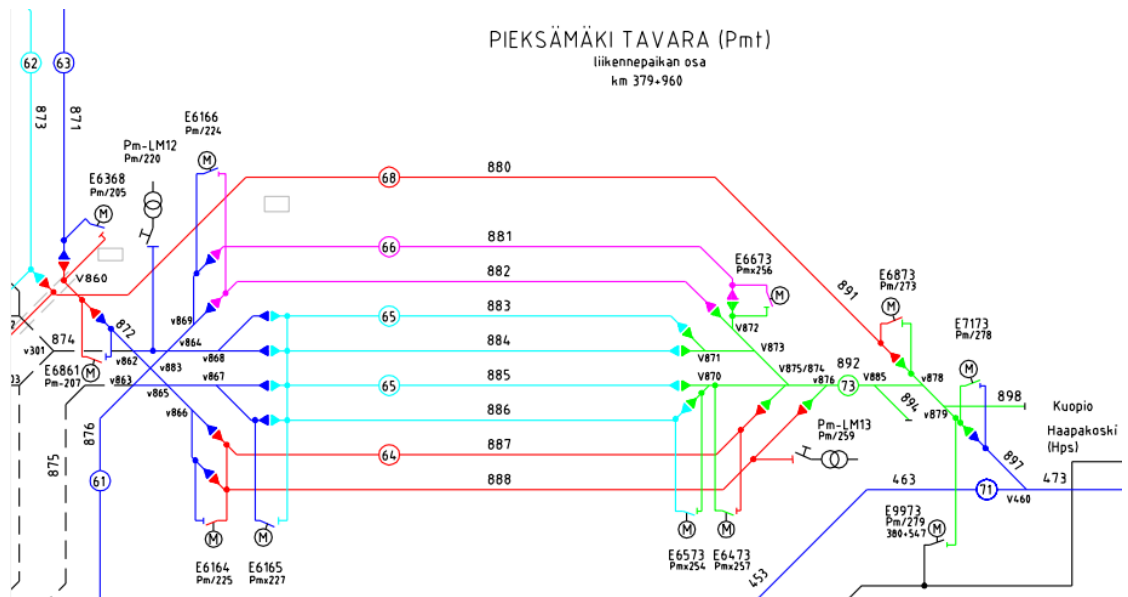 PIEKSÄMÄKI TAVARA (Pmt)
liikennepaikan osa
km 379+960
62
63
873
871
E6368
Pm/205
M
Pm-LM12
Pm/220
E6166
Pm/224
M
68
880
V860
66
881
882
E6673
Pmx256
M
V872
891
E6873
Pm/273
M
E7173
Pm/278
M
872
v869
v864
v868
65
883
884
V871
V873
874
v301
v862
v883
E6861
Pm-207
M
v863
v865
v867
65
885
V870
V875/874
v876
892
73
V885
v878
v879
898
Kuopio
894
v866
886
Haapakoski
(Hps)
876
875
64
887
Pm-LM13
Pm/259
897
61
888
463
71
473
V460
M
E6164
Pm/225
M
E6165
Pmx227
M
E6573
Pmx254
M
E6473
Pmx257
E9973
Pm/279
380+547
M
453
03